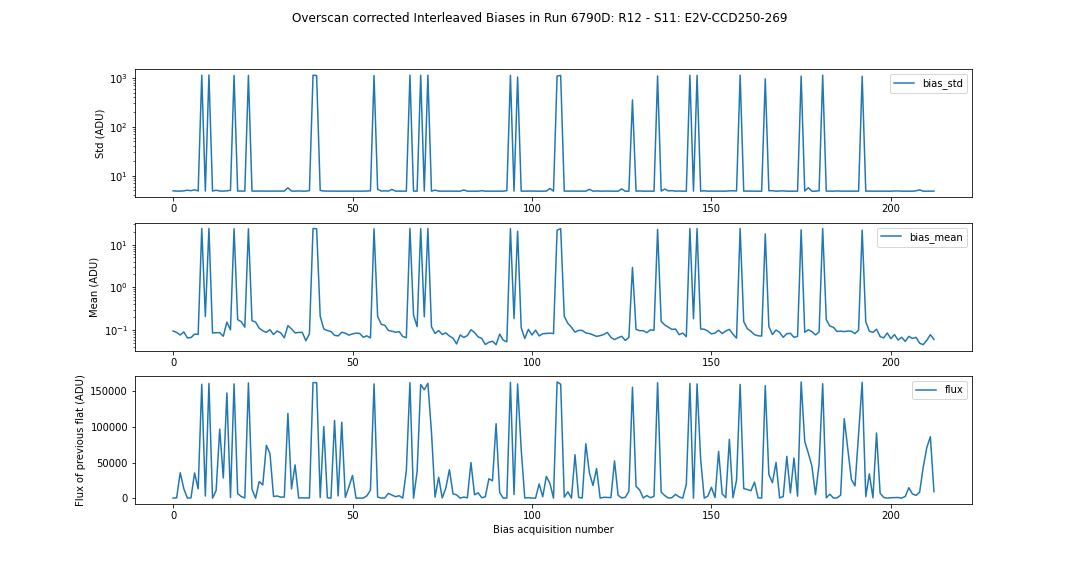 Overscan corrected Interleaved Biases in Run 6790D: R12 - S11: E2V-CCD250-269
10³
10²
10¹
Std (ADU)
bias_std
0 50 100 150 200
10¹
10⁰
10⁻¹
Mean (ADU)
bias_mean
0 50 100 150 200
150000
100000
50000
0
Flux of previous flat (ADU)
flux
0 50 100 150 200
Bias acquisition number